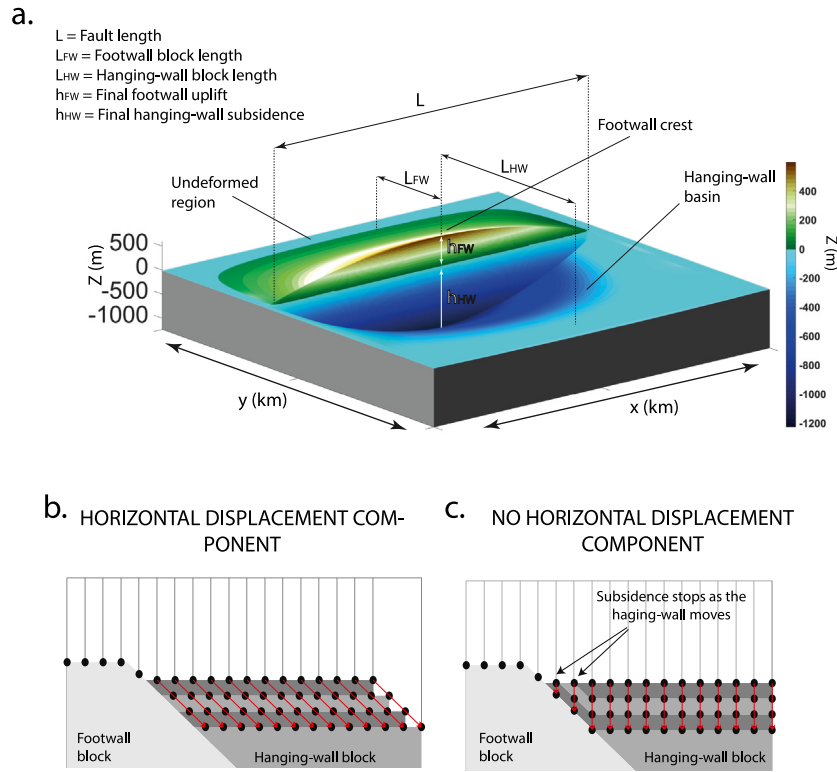 a.
L = Fault length
LFW = Footwall block length
LHW = Hanging-wall block length
hFW = Final footwall uplift
hHW = Final hanging-wall subsidence
L
Footwall crest
LFW
LHW
Undeformed
region
Hanging-wall
basin
Z (m)
500
0
-500
-1000
hFW
hHW
y (km)
x (km)
400
200
0
-200
-400
-600
-800
-1000
-1200
Z (m)
b.
HORIZONTAL DISPLACEMENT COM-
PONENT
Footwall
block
Hanging-wall block
c.
NO HORIZONTAL DISPLACEMENT
COMPONENT
Subsidence stops as the
haging-wall moves
Footwall
block
Hanging-wall block